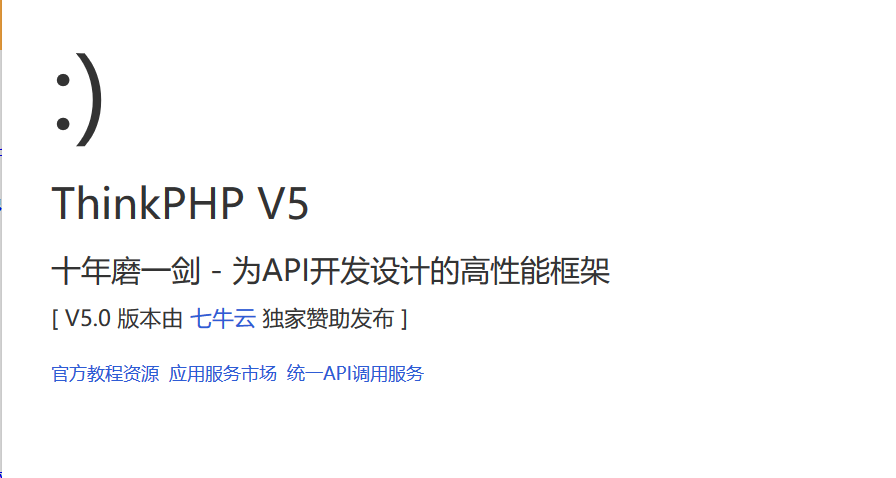 :)
ThinkPHP V5
十年磨一剑 - 为API开发设计的高性能框架
[ V5.0 版本由 七牛云 独家赞助发布 ]
官方教程资源 应用服务市场 统一API调用服务